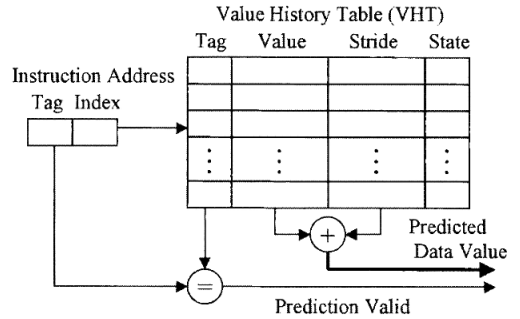 Value History Table (VHT)
Tag Value Stride State
Instruction Address
Tag Index
+
Predicted
Data Value
=
Prediction Valid